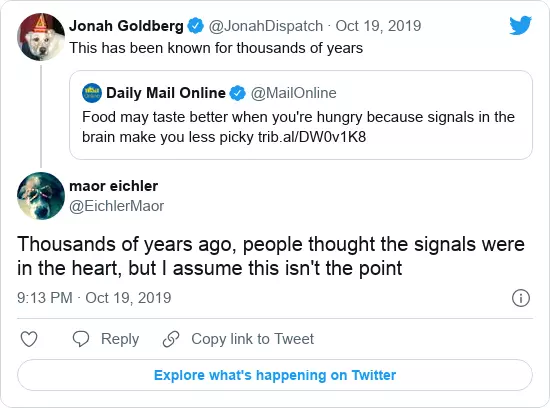 Jonah Goldberg @JonahDispatch · Oct 19, 2019
This has been known for thousands of years
Daily Mail Online @MailOnline
Food may taste better when you're hungry because signals in the
brain make you less picky trib.al/DW0v1K8
maor eichler
@EichlerMaor
Thousands of years ago, people thought the signals were
in the heart, but I assume this isn't the point
9:13 PM · Oct 19, 2019
Reply Copy link to Tweet
Explore what's happening on Twitter